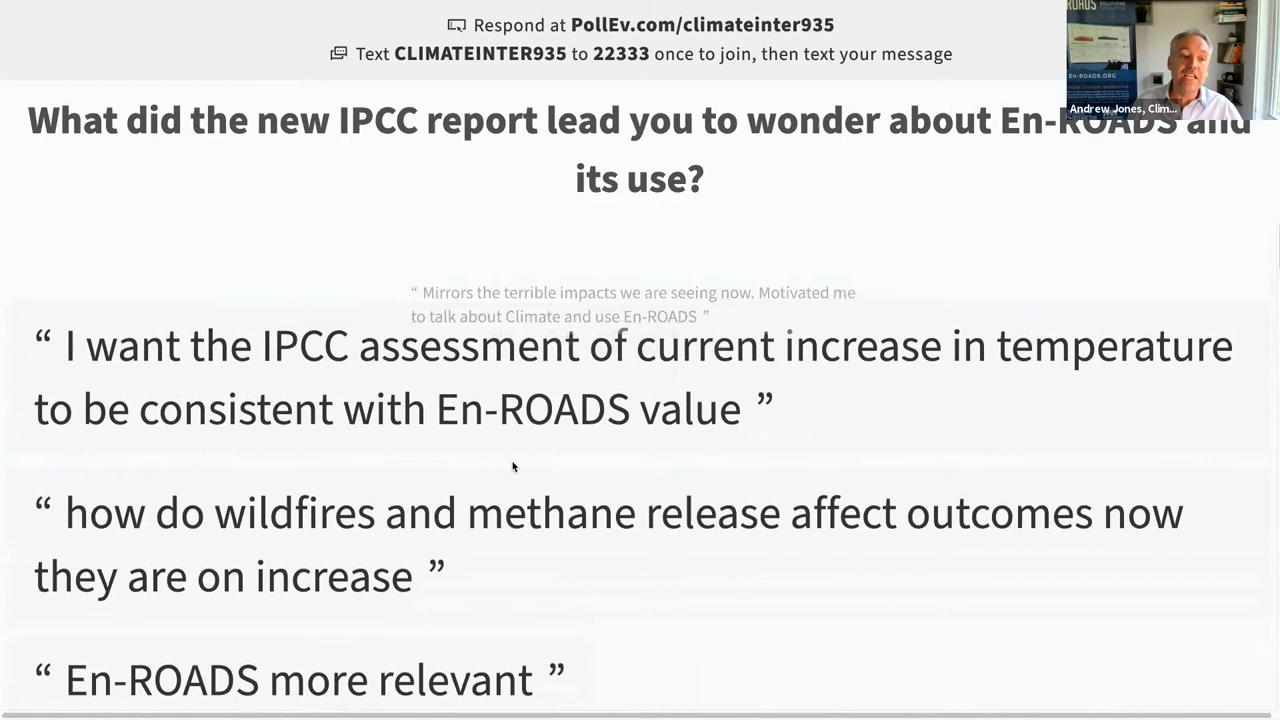 Respond at PollEv.com/climateinter935
Text CLIMATEINTER935 to 22333 once to join, then text your message
ROADS
En-ROADS.ORG
Andrew Jones, Clim...
What did the new IPCC report lead you to wonder about En-ROADS and
its use?
“ Mirrors the terrible impacts we are seeing now. Motivated me
to talk about Climate and use En-ROADS ”
“ I want the IPCC assessment of current increase in temperature
to be consistent with En-ROADS value ”
“ how do wildfires and methane release affect outcomes now
they are on increase ”
“ En-ROADS more relevant ”